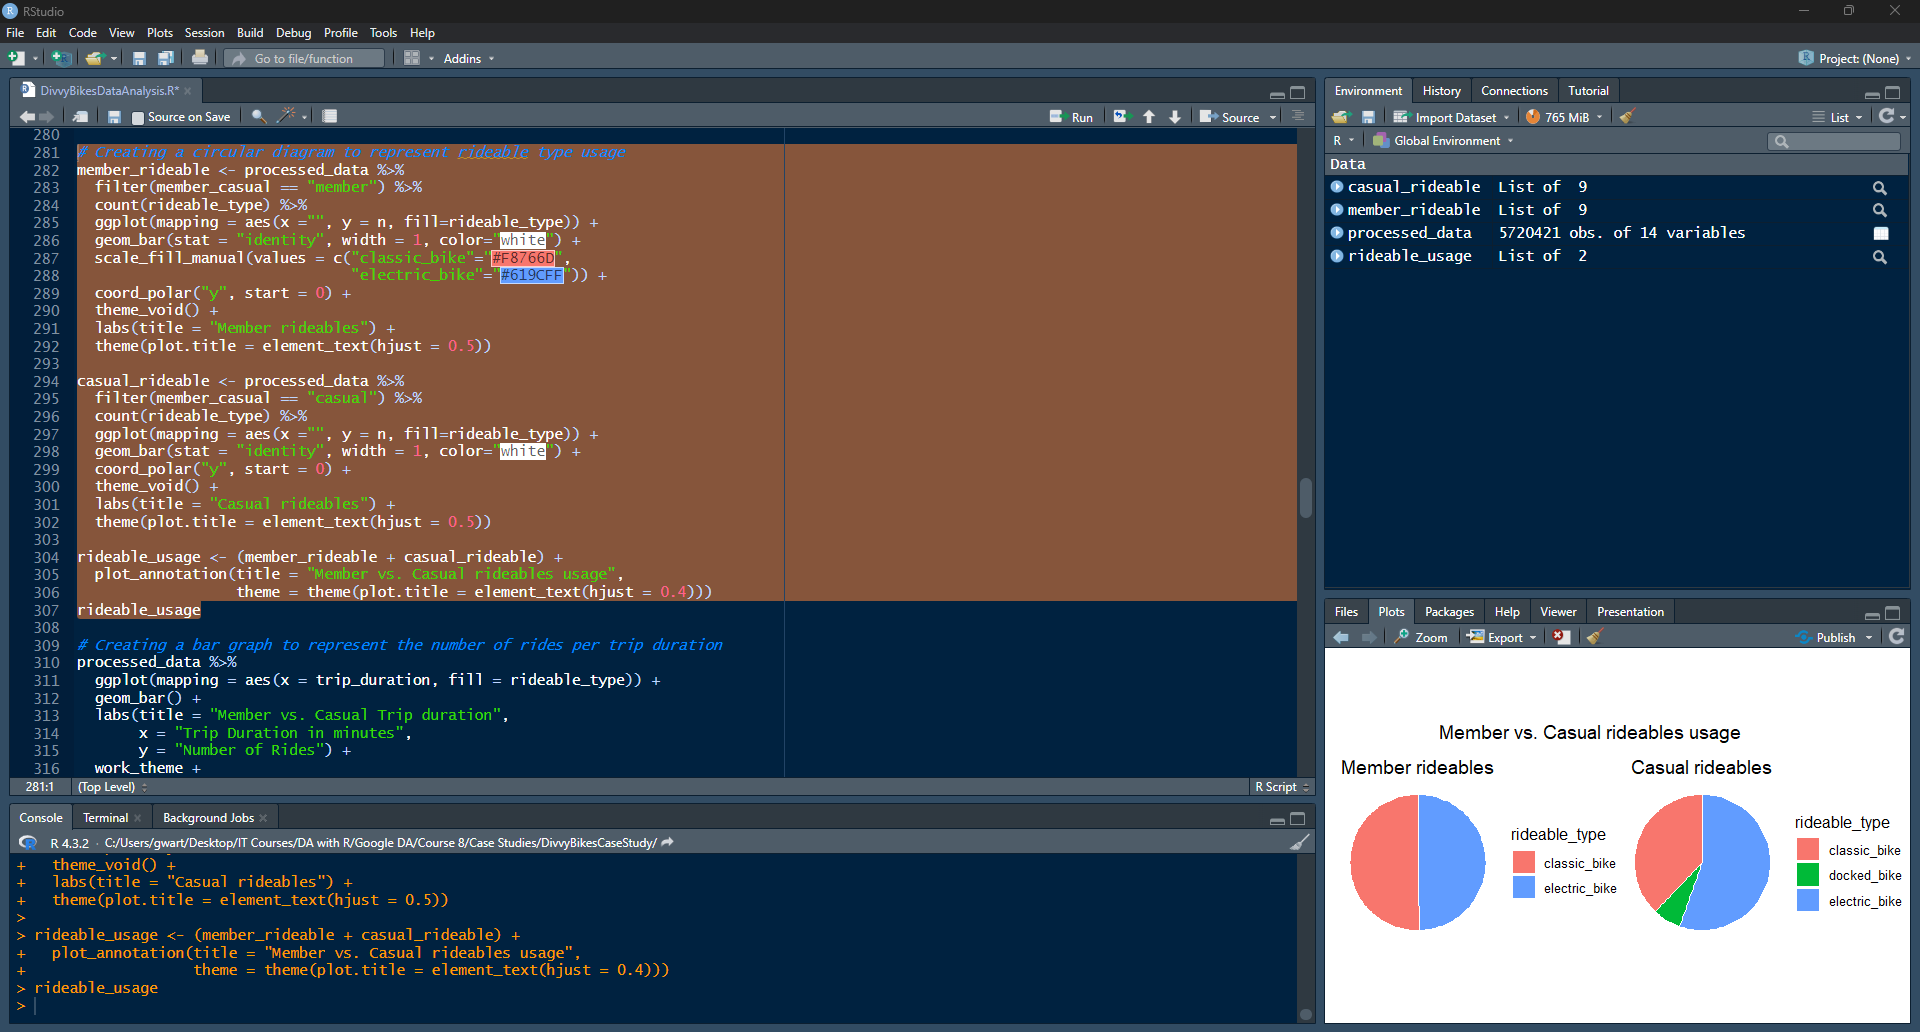 RStudio
File Edit Code View Plots Session Build Debug Profile Tools Help
Go to file/function Addins Project: (None)
DivvyBikesDataAnalysis.R*
Source on Save Run Source
280
281 # Creating a circular diagram to represent rideable type usage
282 member_rideable <- processed_data %>%
283   filter(member_casual == "member") %>%
284   count(rideable_type) %>%
285   ggplot(mapping = aes(x ="", y = n, fill=rideable_type)) +
286   geom_bar(stat = "identity", width = 1, color="white") +
287   scale_fill_manual(values = c("classic_bike"="#F8766D",
288                                "electric_bike"="#619CFF")) +
289   coord_polar("y", start = 0) +
290   theme_void() +
291   labs(title = "Member rideables") +
292   theme(plot.title = element_text(hjust = 0.5))
293
294 casual_rideable <- processed_data %>%
295   filter(member_casual == "casual") %>%
296   count(rideable_type) %>%
297   ggplot(mapping = aes(x ="", y = n, fill=rideable_type)) +
298   geom_bar(stat = "identity", width = 1, color="white") +
299   coord_polar("y", start = 0) +
300   theme_void() +
301   labs(title = "Casual rideables") +
302   theme(plot.title = element_text(hjust = 0.5))
303
304 rideable_usage <- (member_rideable + casual_rideable) +
305   plot_annotation(title = "Member vs. Casual rideables usage",
306                   theme = theme(plot.title = element_text(hjust = 0.4)))
307 rideable_usage
308
309 # Creating a bar graph to represent the number of rides per trip duration
310 processed_data %>%
311   ggplot(mapping = aes(x = trip_duration, fill = rideable_type)) +
312   geom_bar() +
313   labs(title = "Member vs. Casual Trip duration",
314        x = "Trip Duration in minutes",
315        y = "Number of Rides") +
316   work_theme +
281:1 (Top Level) R Script
Console Terminal Background Jobs
R 4.3.2 · C:/Users/gwart/Desktop/IT Courses/DA with R/Google DA/Course 8/Case Studies/DivvyBikesCaseStudy/
+   theme_void() +
+   labs(title = "Casual rideables") +
+   theme(plot.title = element_text(hjust = 0.5))
>
> rideable_usage <- (member_rideable + casual_rideable) +
+   plot_annotation(title = "Member vs. Casual rideables usage",
+                   theme = theme(plot.title = element_text(hjust = 0.4)))
> rideable_usage
>
Environment History Connections Tutorial
Import Dataset 765 MiB List
R Global Environment
Data
casual_rideable List of 9
member_rideable List of 9
processed_data 5720421 obs. of 14 variables
rideable_usage List of 2
Files Plots Packages Help Viewer Presentation
Zoom Export Publish
Member vs. Casual rideables usage
Member rideables
rideable_type
classic_bike
electric_bike
Casual rideables
rideable_type
classic_bike
docked_bike
electric_bike